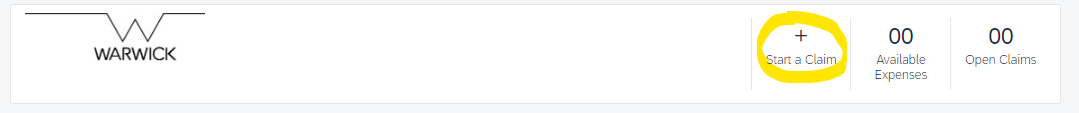 WARWICK
+
Start a Claim
00
Available
Expenses
00
Open Claims